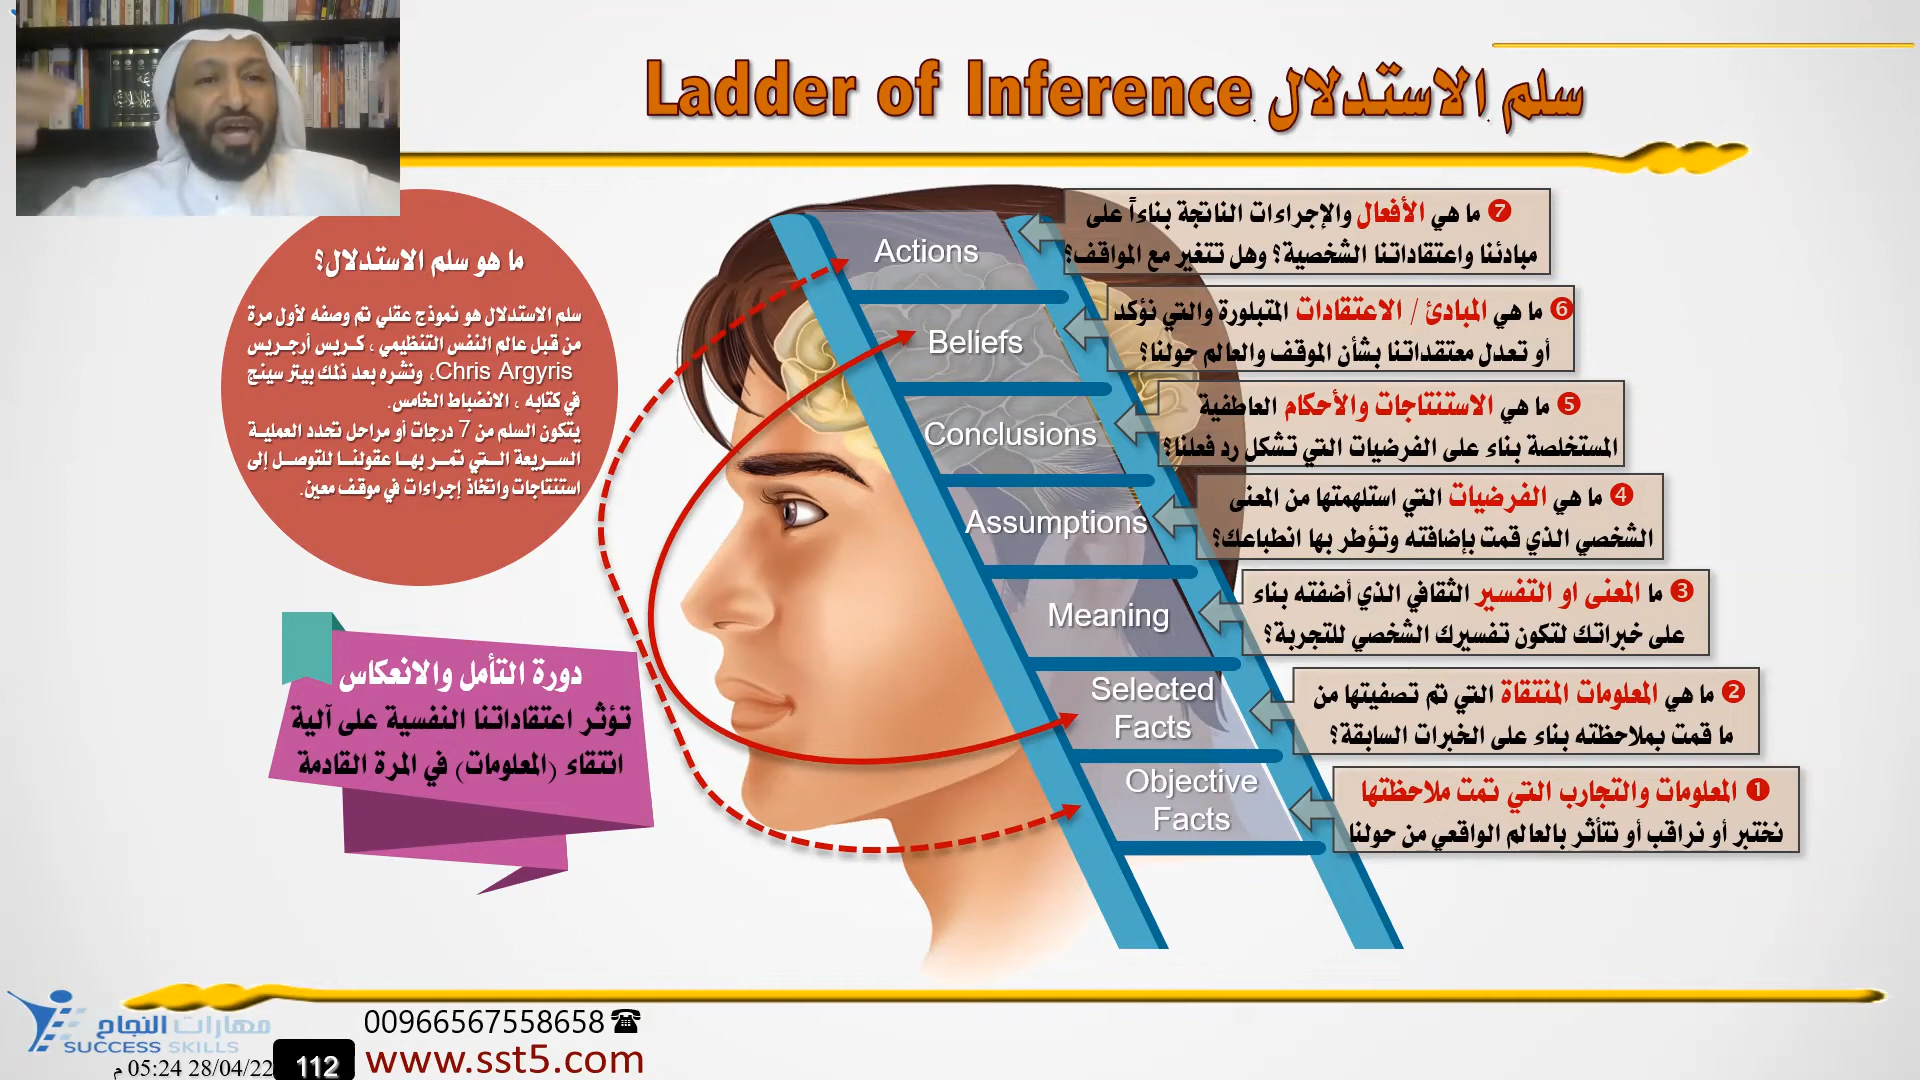 سلم الاستدلال Ladder of Inference
ما هو سلم الاستدلال؟
سلم الاستدلال هو نموذج عقلي تم وصفه لأول مرة
من قبل عالم النفس التنظيمي ، كريس أرجريس
Chris Argyris، ونشره بعد ذلك بيتر سينج
في كتابه ، الانضباط الخامس.
يتكون السلم من 7 درجات أو مراحل تحدد العملية
السريعة التي تمر بها عقولنا للتوصل إلى
استنتاجات واتخاذ إجراءات في موقف معين.
دورة التأمل والانعكاس
تؤثر اعتقاداتنا النفسية على آلية
انتقاء (المعلومات) في المرة القادمة
Actions
Beliefs
Conclusions
Assumptions
Meaning
Selected
Facts
Objective
Facts
❼ ما هي الأفعال والإجراءات الناتجة بناءاً على
مبادئنا واعتقاداتنا الشخصية؟ وهل تتغير مع المواقف؟
❻ ما هي المبادئ / الاعتقادات المتبلورة والتي نؤكد
أو تعدل معتقداتنا بشأن الموقف والعالم حولنا؟
❺ ما هي الاستنتاجات والأحكام العاطفية
المستخلصة بناء على الفرضيات التي تشكل رد فعلنا؟
❹ ما هي الفرضيات التي استلهمتها من المعنى
الشخصي الذي قمت بإضافته وتؤطر بها انطباعك؟
❸ ما المعنى او التفسير الثقافي الذي أضفته بناء
على خبراتك لتكون تفسيرك الشخصي للتجربة؟
❷ ما هي المعلومات المنتقاة التي تم تصفيتها من
ما قمت بملاحظته بناء على الخبرات السابقة؟
❶ المعلومات والتجارب التي تمت ملاحظتها
نختبر أو نراقب أو نتأثر بالعالم الواقعي من حولنا
مهارات النجاح
SUCCESS SKILLS
28/04/22 05:24 م
112
00966567558658 ☎
www.sst5.com